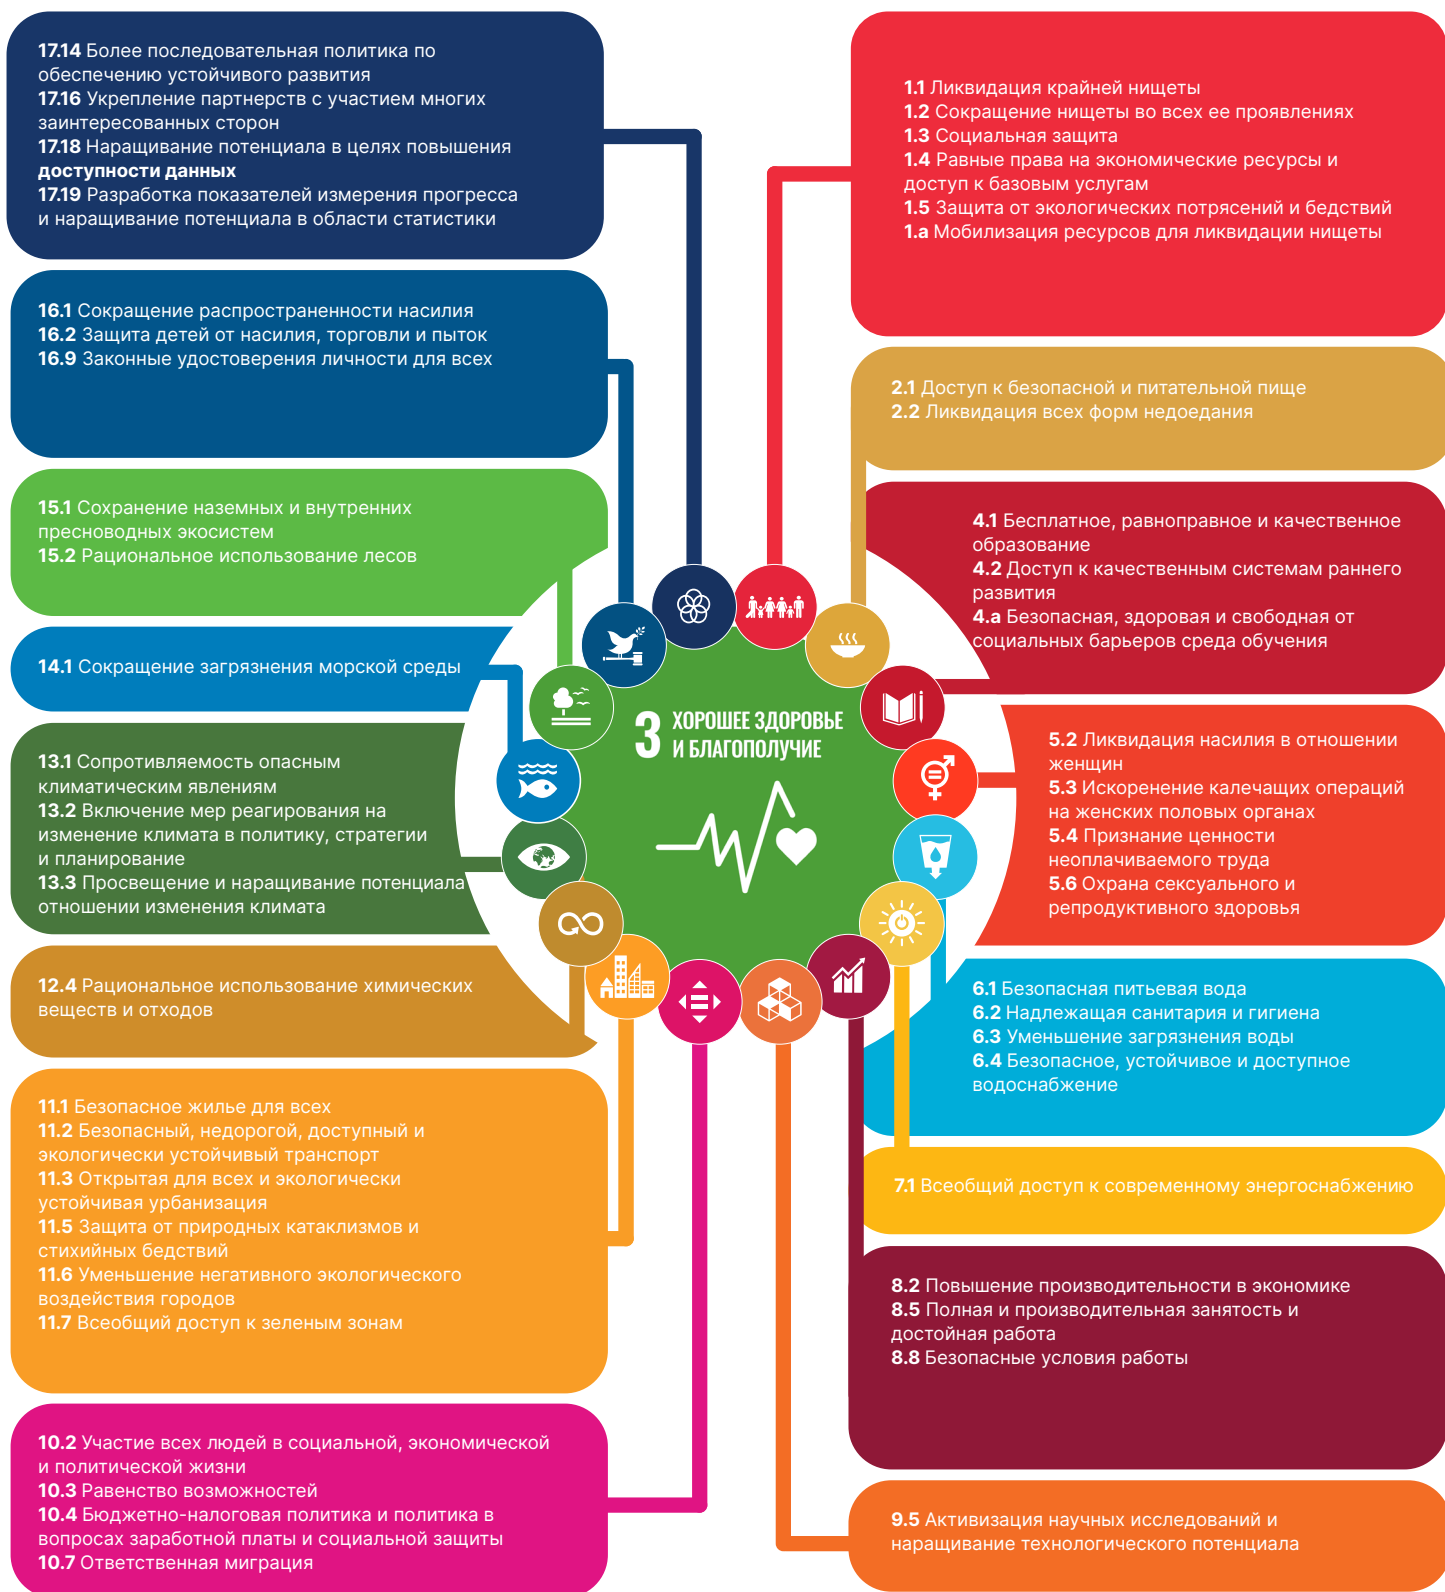 17.14 Более последовательная политика по
обеспечению устойчивого развития
17.16 Укрепление партнерств с участием многих
заинтересованных сторон
17.18 Наращивание потенциала в целях повышения
доступности данных
17.19 Разработка показателей измерения прогресса
и наращивание потенциала в области статистики
16.1 Сокращение распространенности насилия
16.2 Защита детей от насилия, торговли и пыток
16.9 Законные удостоверения личности для всех
15.1 Сохранение наземных и внутренних
пресноводных экосистем
15.2 Рациональное использование лесов
14.1 Сокращение загрязнения морской среды
13.1 Сопротивляемость опасным
климатическим явлениям
13.2 Включение мер реагирования на
изменение климата в политику, стратегии
и планирование
13.3 Просвещение и наращивание потенциала
отношении изменения климата
12.4 Рациональное использование химических
веществ и отходов
11.1 Безопасное жилье для всех
11.2 Безопасный, недорогой, доступный и
экологически устойчивый транспорт
11.3 Открытая для всех и экологически
устойчивая урбанизация
11.5 Защита от природных катаклизмов и
стихийных бедствий
11.6 Уменьшение негативного экологического
воздействия городов
11.7 Всеобщий доступ к зеленым зонам
10.2 Участие всех людей в социальной, экономической
и политической жизни
10.3 Равенство возможностей
10.4 Бюджетно-налоговая политика и политика в
вопросах заработной платы и социальной защиты
10.7 Ответственная миграция
3 ХОРОШЕЕ ЗДОРОВЬЕ
И БЛАГОПОЛУЧИЕ
1.1 Ликвидация крайней нищеты
1.2 Сокращение нищеты во всех ее проявлениях
1.3 Социальная защита
1.4 Равные права на экономические ресурсы и
доступ к базовым услугам
1.5 Защита от экологических потрясений и бедствий
1.a Мобилизация ресурсов для ликвидации нищеты
2.1 Доступ к безопасной и питательной пище
2.2 Ликвидация всех форм недоедания
4.1 Бесплатное, равноправное и качественное
образование
4.2 Доступ к качественным системам раннего
развития
4.a Безопасная, здоровая и свободная от
социальных барьеров среда обучения
5.2 Ликвидация насилия в отношении
женщин
5.3 Искоренение калечащих операций
на женских половых органах
5.4 Признание ценности
неоплачиваемого труда
5.6 Охрана сексуального и
репродуктивного здоровья
6.1 Безопасная питьевая вода
6.2 Надлежащая санитария и гигиена
6.3 Уменьшение загрязнения воды
6.4 Безопасное, устойчивое и доступное
водоснабжение
7.1 Всеобщий доступ к современному энергоснабжению
8.2 Повышение производительности в экономике
8.5 Полная и производительная занятость и
достойная работа
8.8 Безопасные условия работы
9.5 Активизация научных исследований и
наращивание технологического потенциала